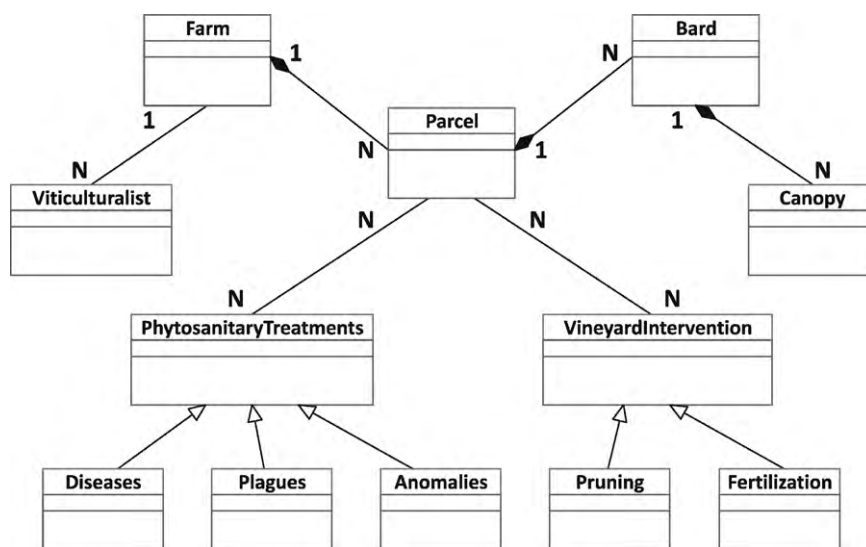 Farm
Bard
1
N
Parcel
1
N
1
1
N
N
Viticulturalist
Canopy
N
N
N
N
PhytosanitaryTreatments
VineyardIntervention
Diseases
Plagues
Anomalies
Pruning
Fertilization